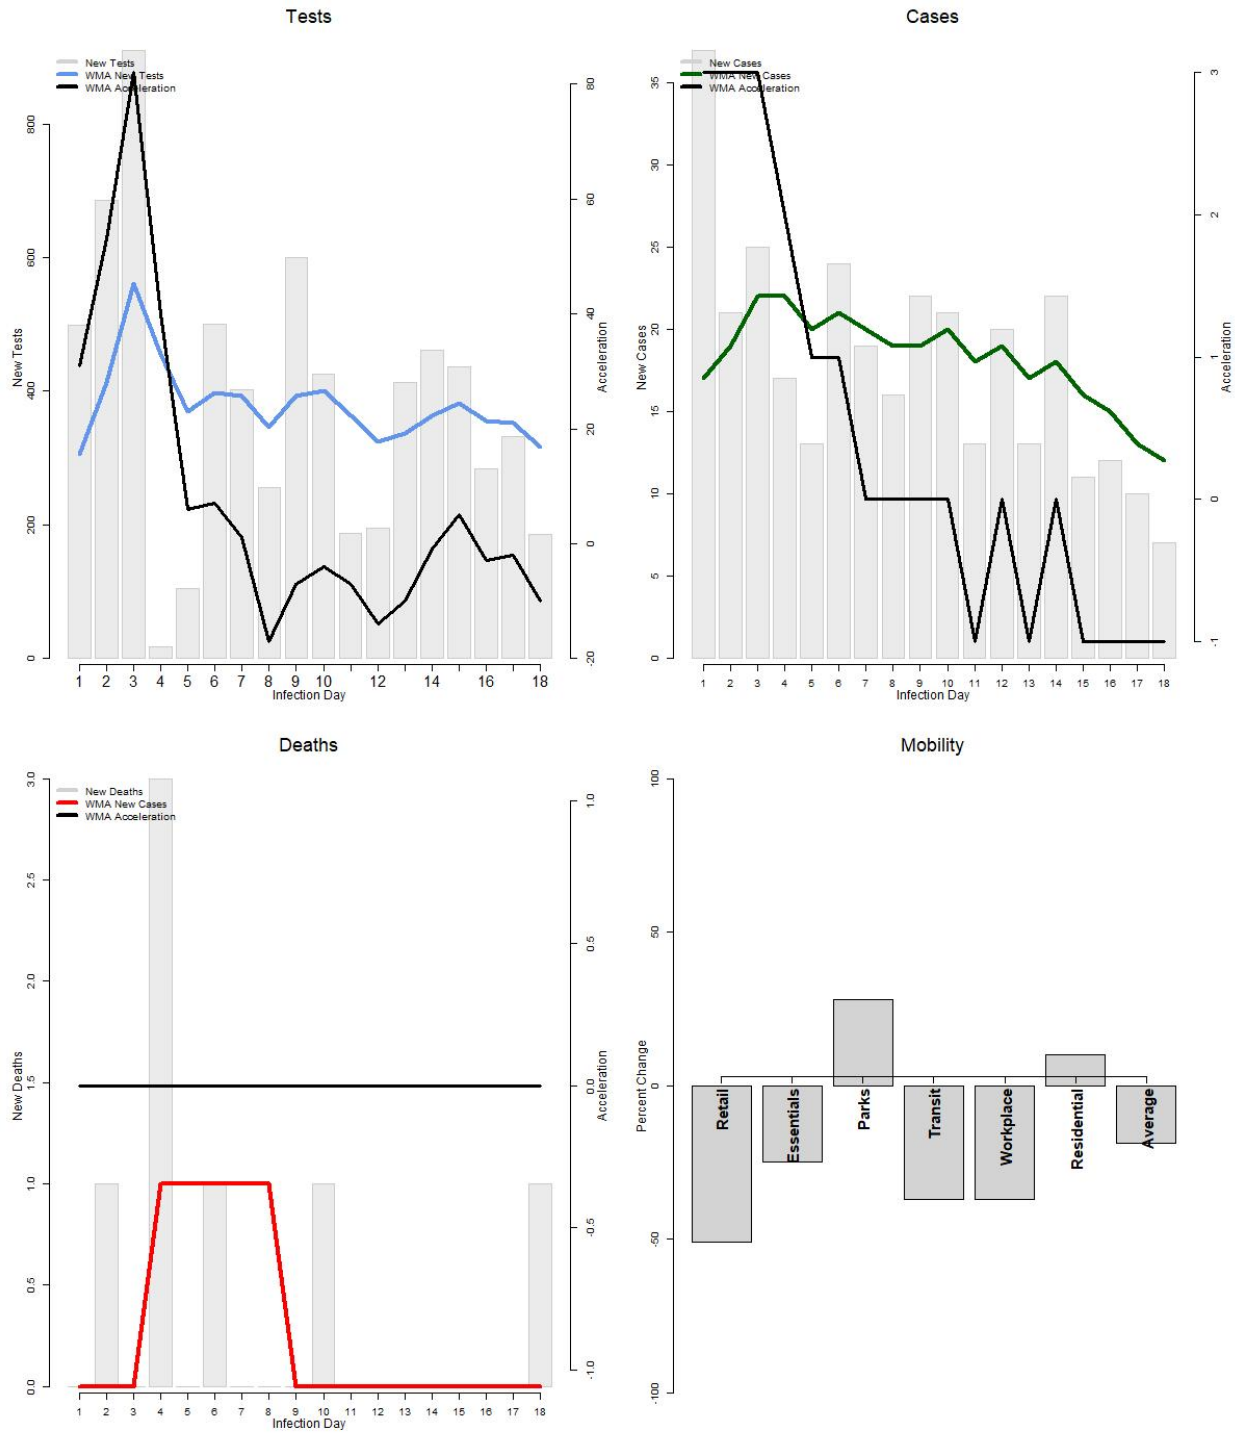 Tests
New Tests
WMA New Tests
WMA Acceleration
New Tests
0 200 400 600 800
Acceleration
-20 0 20 40 60 80
1 2 3 4 5 6 7 8 9 10 12 14 16 18
Infection Day
Cases
New Cases
WMA New Cases
WMA Acceleration
New Cases
0 5 10 15 20 25 30 35
Acceleration
-1 0 1 2 3
1 2 3 4 5 6 7 8 9 10 11 12 13 14 15 16 17 18
Infection Day
Deaths
New Deaths
WMA New Cases
WMA Acceleration
New Deaths
0.0 0.5 1.0 1.5 2.0 2.5 3.0
Acceleration
-1.0 -0.5 0.0 0.5 1.0
1 2 3 4 5 6 7 8 9 10 11 12 13 14 15 16 17 18
Infection Day
Mobility
Percent Change
-100 -50 0 50 100
Retail
Essentials
Parks
Transit
Workplace
Residential
Average